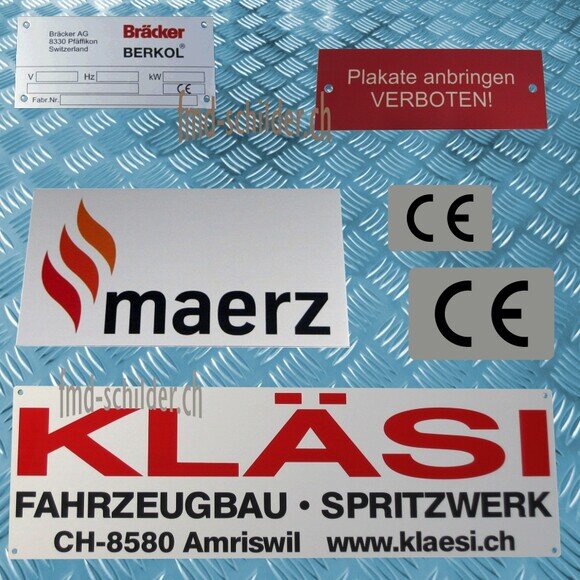 Bräcker AG
8330 Pfäffikon
Switzerland
Bräcker
BERKOL®
V Hz kW
CE
Fabr.Nr.
Plakate anbringen
VERBOTEN!
fmd-schilder.ch
CE
maerz
CE
fmd-schilder.ch
KLÄSI
FAHRZEUGBAU · SPRITZWERK
CH-8580 Amriswil www.klaesi.ch